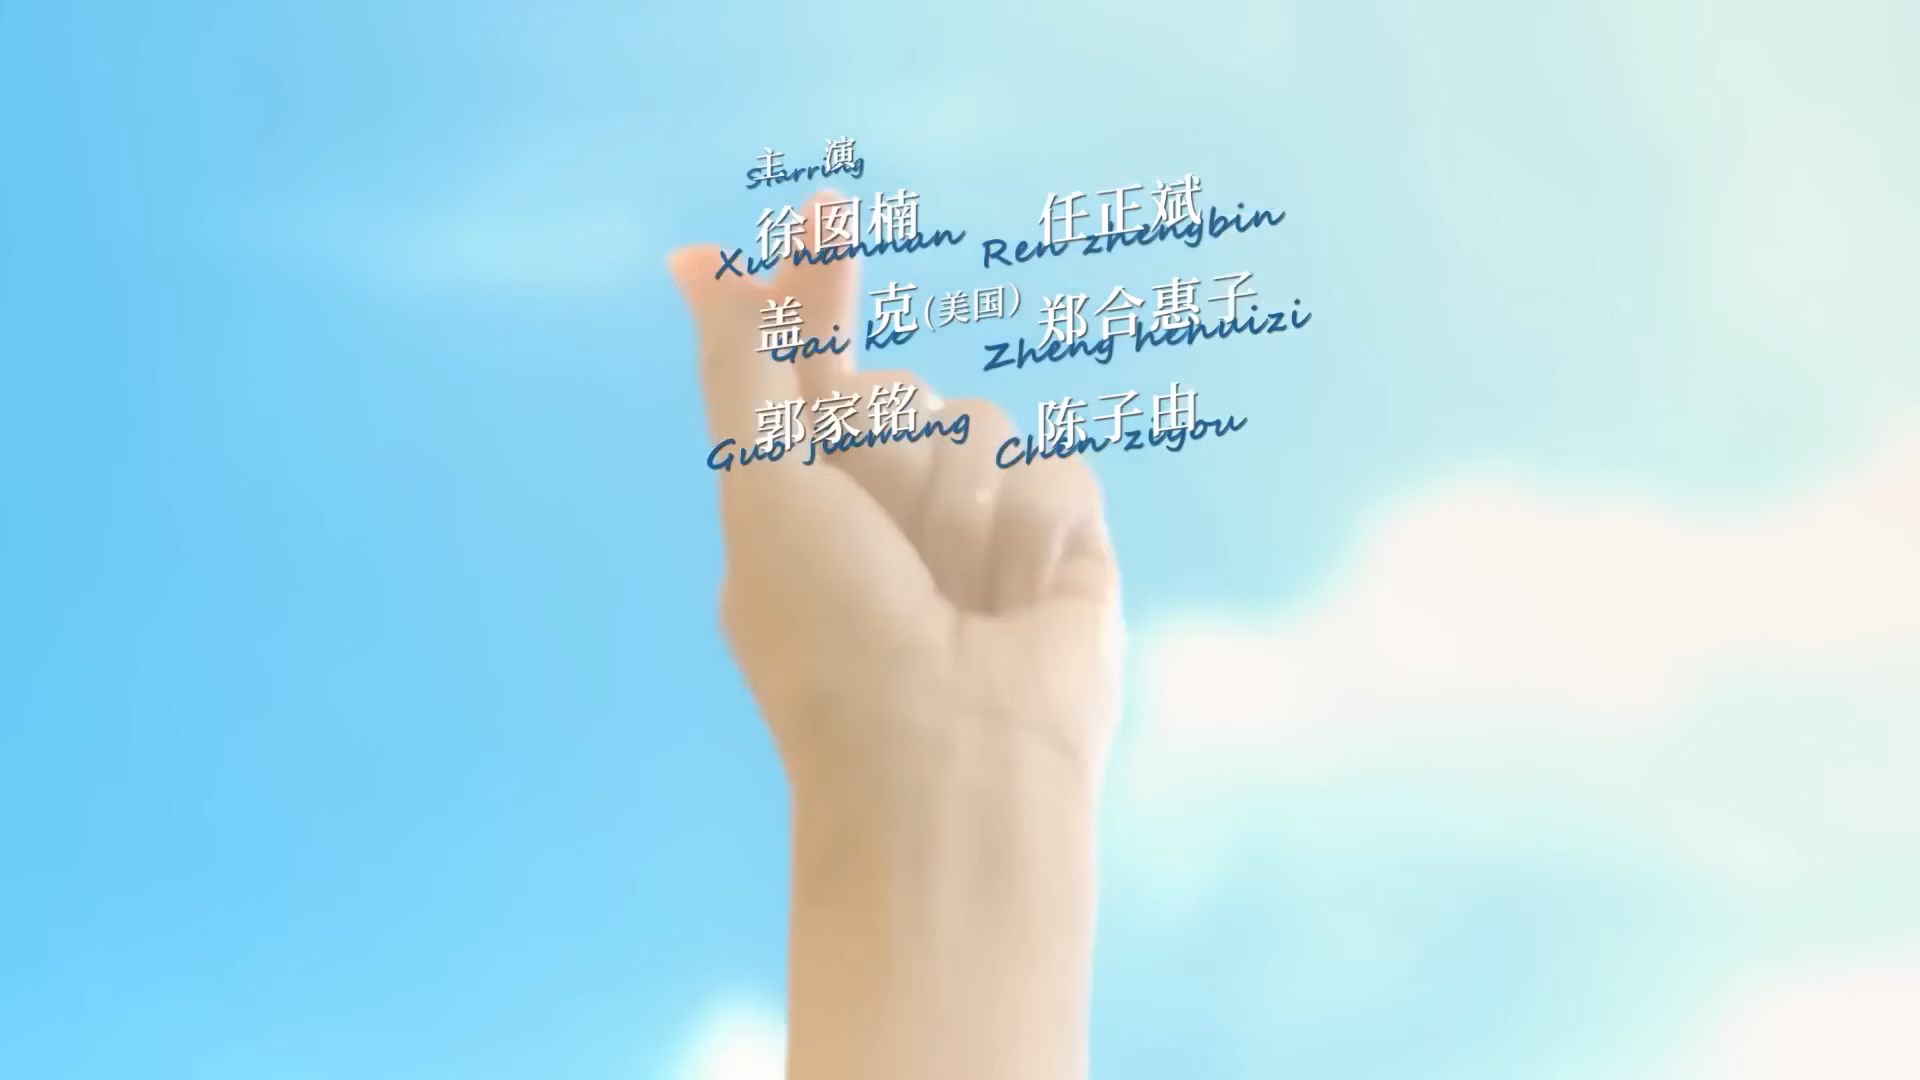 主 演
Starring
徐囡楠 任正斌
Xu nannan Ren zhengbin
盖 克(美国) 郑合惠子
Gai ke Zheng hehuizi
郭家铭 陈子由
Guo jiaming Chen ziyou